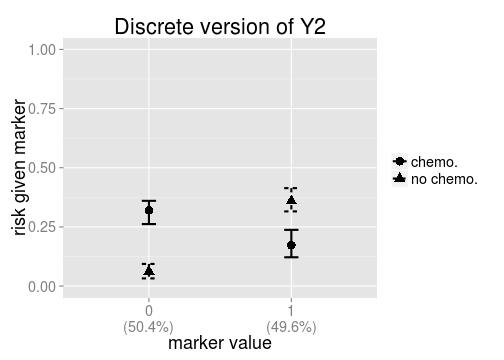 Discrete version of Y2
risk given marker
1.00
0.75
0.50
0.25
0.00
0
(50.4%)
1
(49.6%)
marker value
chemo.
no chemo.